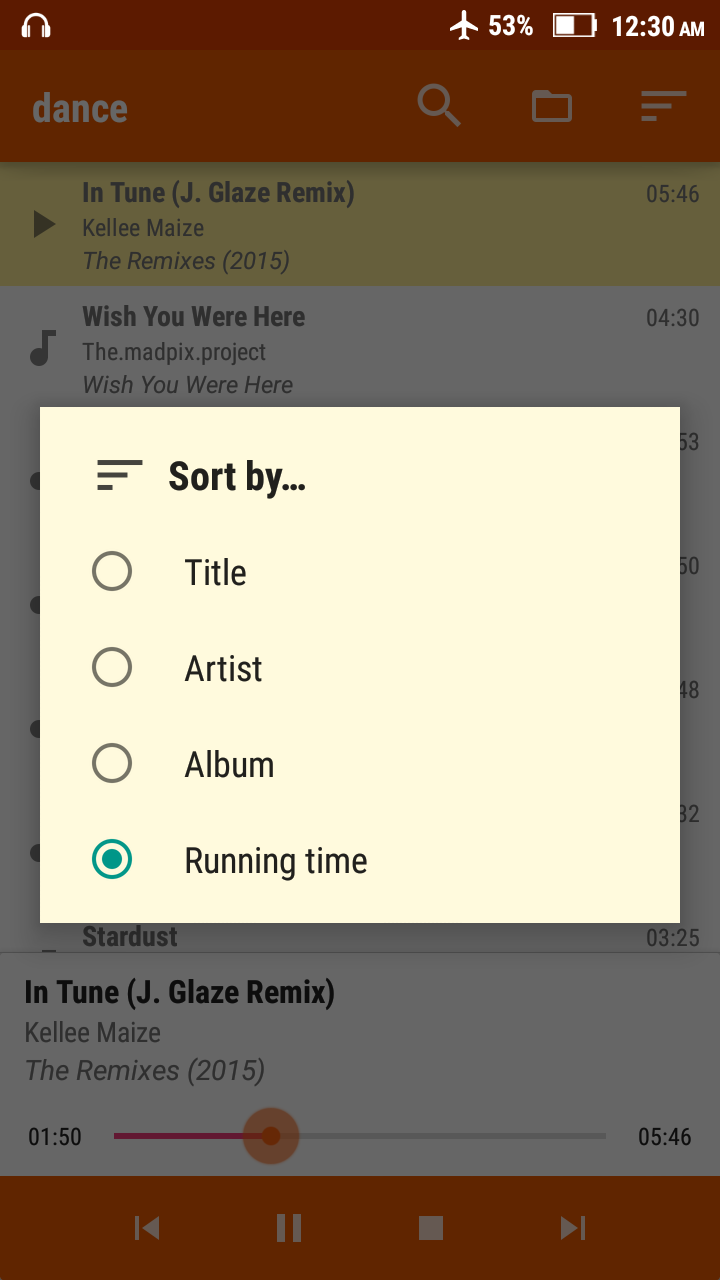 53% 12:30 AM
dance
In Tune (J. Glaze Remix) 05:46
Kellee Maize
The Remixes (2015)
Wish You Were Here 04:30
The.madpix.project
Wish You Were Here
53
Sort by...
Title
50
Artist
48
Album
32
Running time
Stardust 03:25
In Tune (J. Glaze Remix)
Kellee Maize
The Remixes (2015)
01:50 05:46